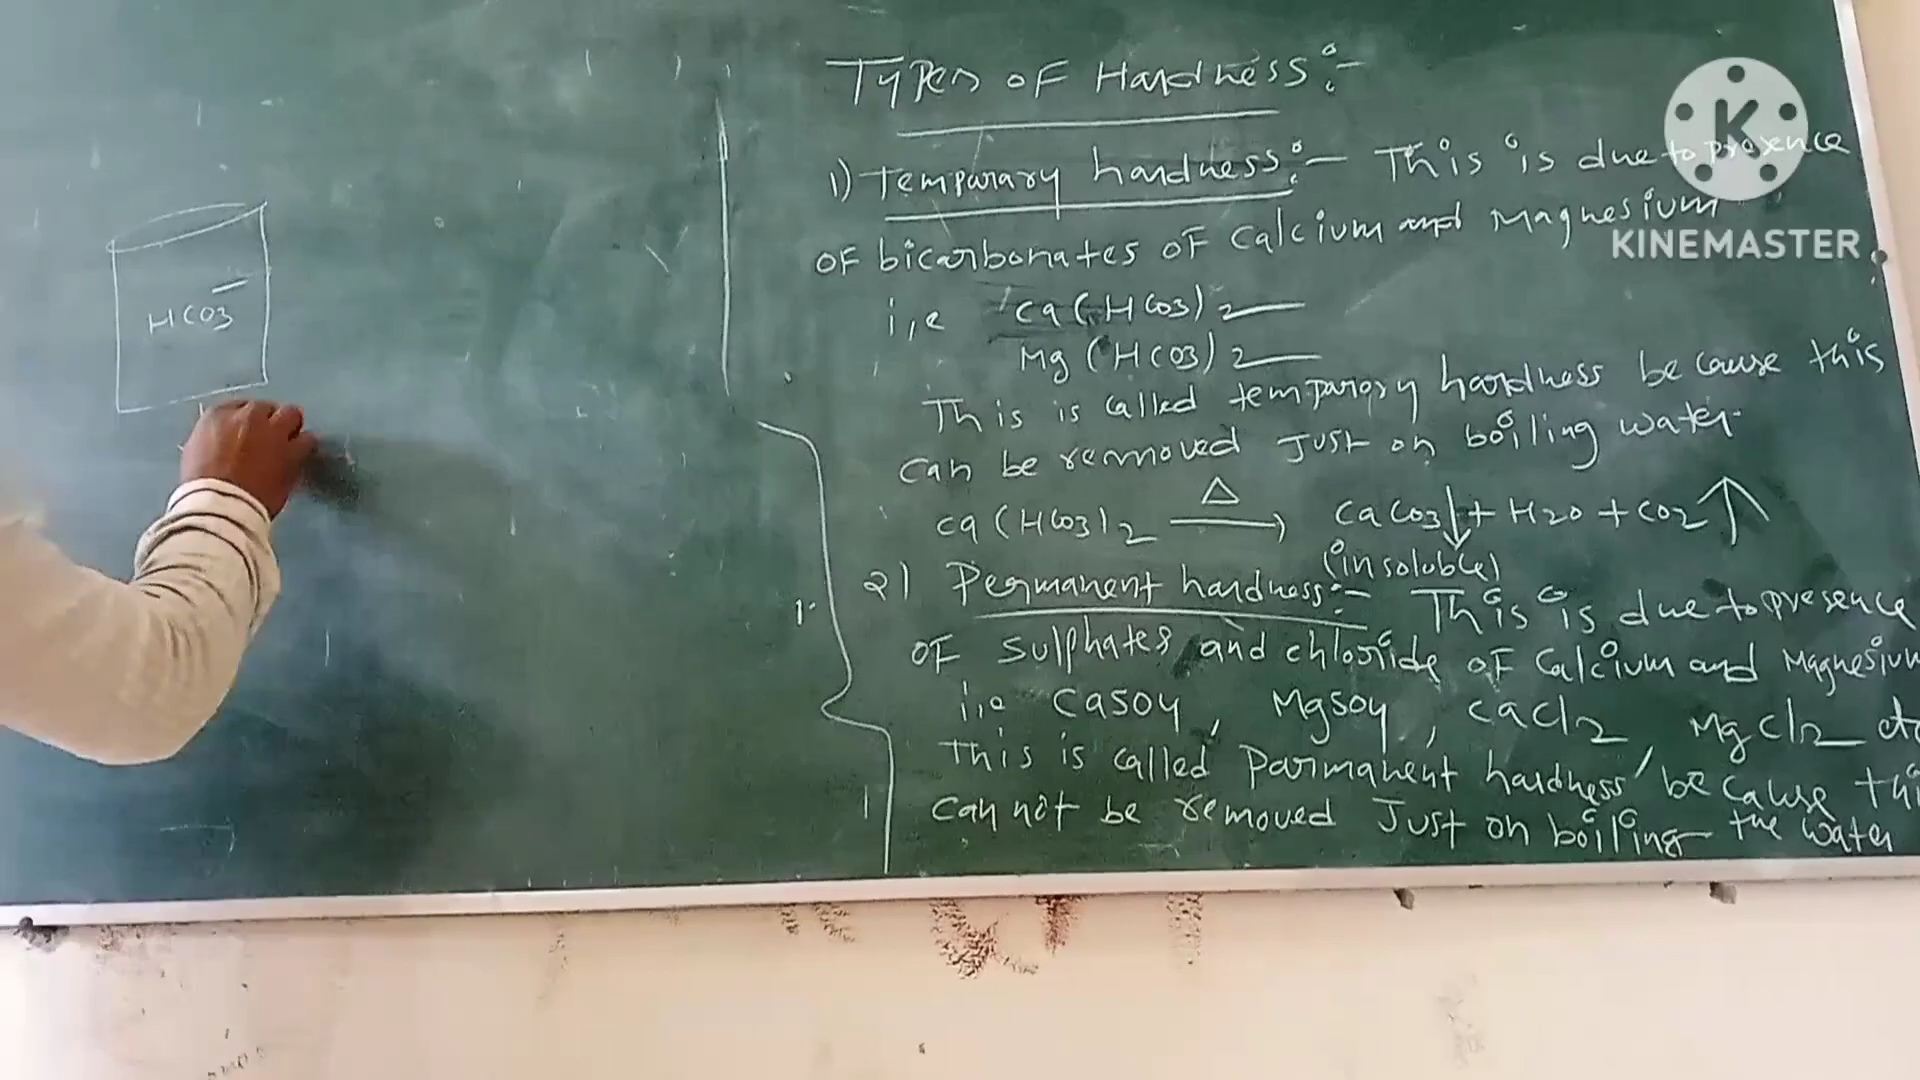 HCO3̄
Types of Hardness:-
1) Temparary hardness:- This is due to presence
of bicarbonates of Calcium and Magnesium
i,e Ca(HCO3)2
Mg(HCO3)2
This is called temparary hardness because this
can be removed Just on boiling water.
Ca(HCO3)2 △→ CaCO3↓ + H2O + CO2↑
(insoluble)
2) Permanent hardness:- This is due to presence
of sulphates and chloride of Calcium and Magnesium
i,e CaSO4, MgSO4, CaCl2 MgCl2 etc
This is called Parmanent hardness because thi
can not be removed Just on boiling the water
K
KINEMASTER